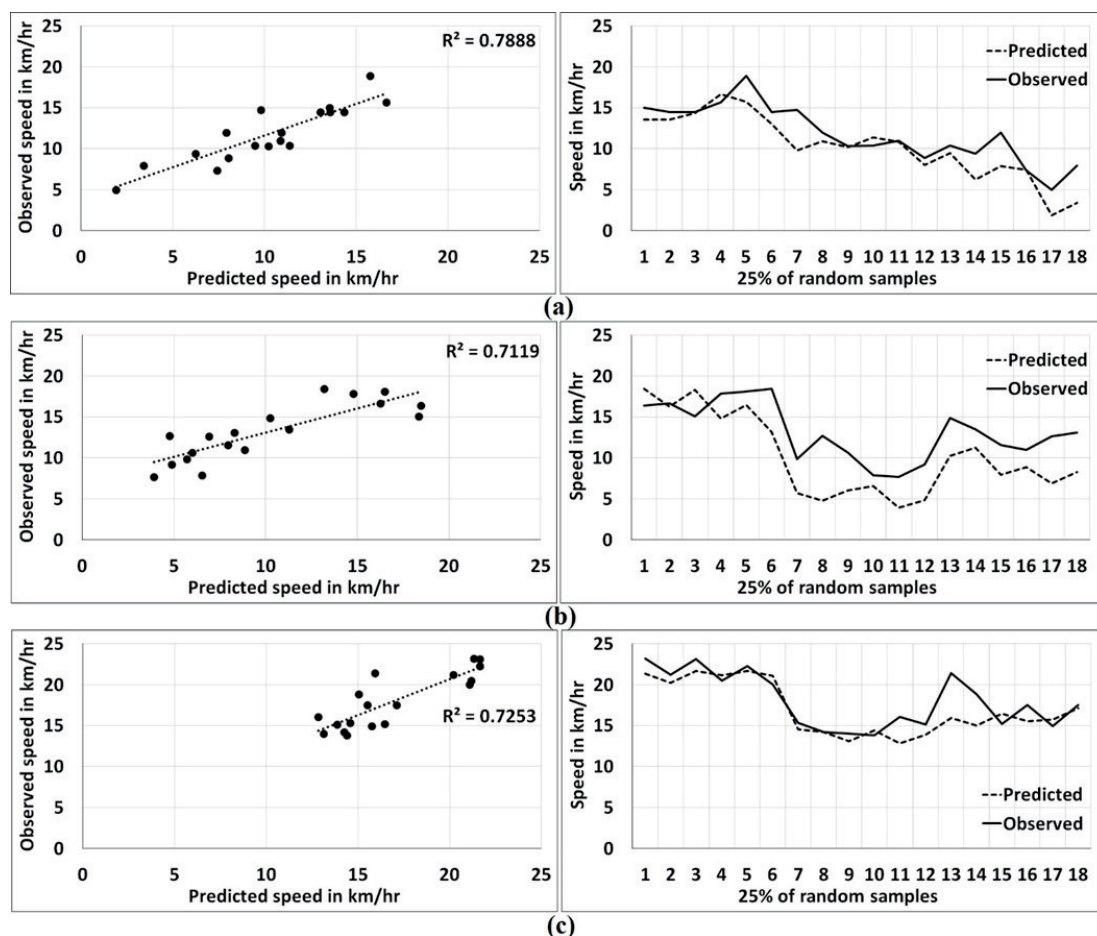 25
20
15
10
5
0
Observed speed in km/hr
R² = 0.7888
0 5 10 15 20 25
Predicted speed in km/hr
25
20
15
10
5
0
Speed in km/hr
Predicted
Observed
1 2 3 4 5 6 7 8 9 10 11 12 13 14 15 16 17 18
25% of random samples
(a)
25
20
15
10
5
0
Observed speed in km/hr
R² = 0.7119
0 5 10 15 20 25
Predicted speed in km/hr
25
20
15
10
5
0
Speed in km/hr
Predicted
Observed
1 2 3 4 5 6 7 8 9 10 11 12 13 14 15 16 17 18
25% of random samples
(b)
25
20
15
10
5
0
Observed speed in km/hr
R² = 0.7253
0 5 10 15 20 25
Predicted speed in km/hr
25
20
15
10
5
0
Speed in km/hr
Predicted
Observed
1 2 3 4 5 6 7 8 9 10 11 12 13 14 15 16 17 18
25% of random samples
(c)